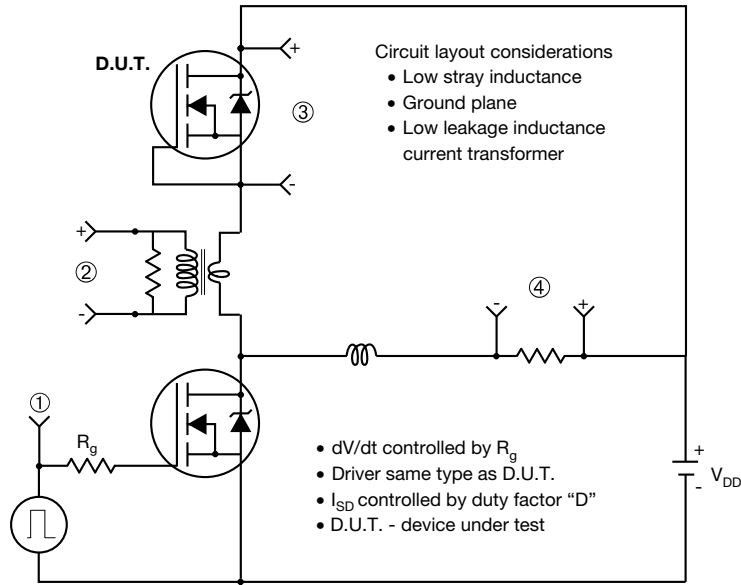 D.U.T.
+
③
-
Circuit layout considerations
• Low stray inductance
• Ground plane
• Low leakage inductance
current transformer
+
②
-
-
④
+
①
Rg
• dV/dt controlled by Rg
• Driver same type as D.U.T.
• ISD controlled by duty factor “D”
• D.U.T. - device under test
+
-
VDD